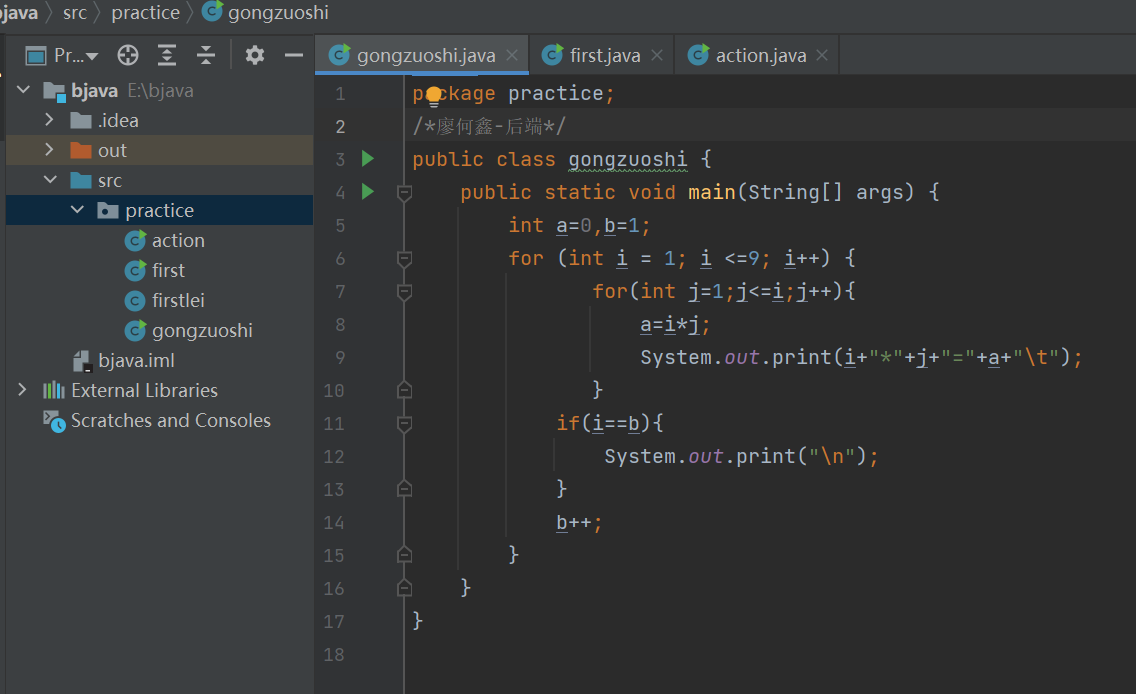 bjava src practice gongzuoshi
Pr...
bjava E:\bjava
.idea
out
src
practice
action
first
firstlei
gongzuoshi
bjava.iml
External Libraries
Scratches and Consoles
gongzuoshi.java first.java action.java
1 package practice;
2 /*廖何鑫-后端*/
3 public class gongzuoshi {
4 public static void main(String[] args) {
5 int a=0,b=1;
6 for (int i = 1; i <=9; i++) {
7 for(int j=1;j<=i;j++){
8 a=i*j;
9 System.out.print(i+"*"+j+"="+a+"\t");
10 }
11 if(i==b){
12 System.out.print("\n");
13 }
14 b++;
15 }
16 }
17 }
18